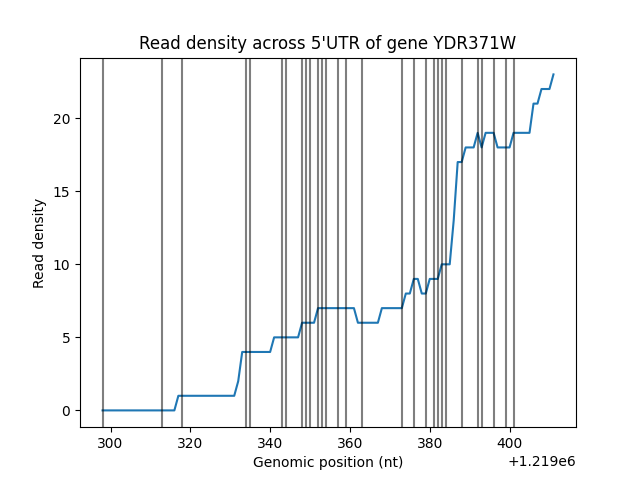 Read density across 5'UTR of gene YDR371W
Read density
20
15
10
5
0
300 320 340 360 380 400
Genomic position (nt)
+1.219e6